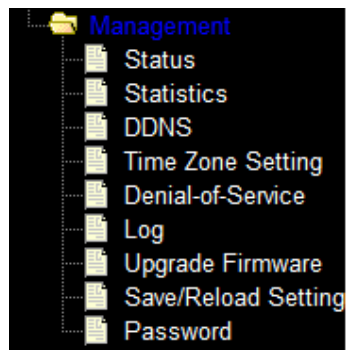 Management
Status
Statistics
DDNS
Time Zone Setting
Denial-of-Service
Log
Upgrade Firmware
Save/Reload Setting
Password